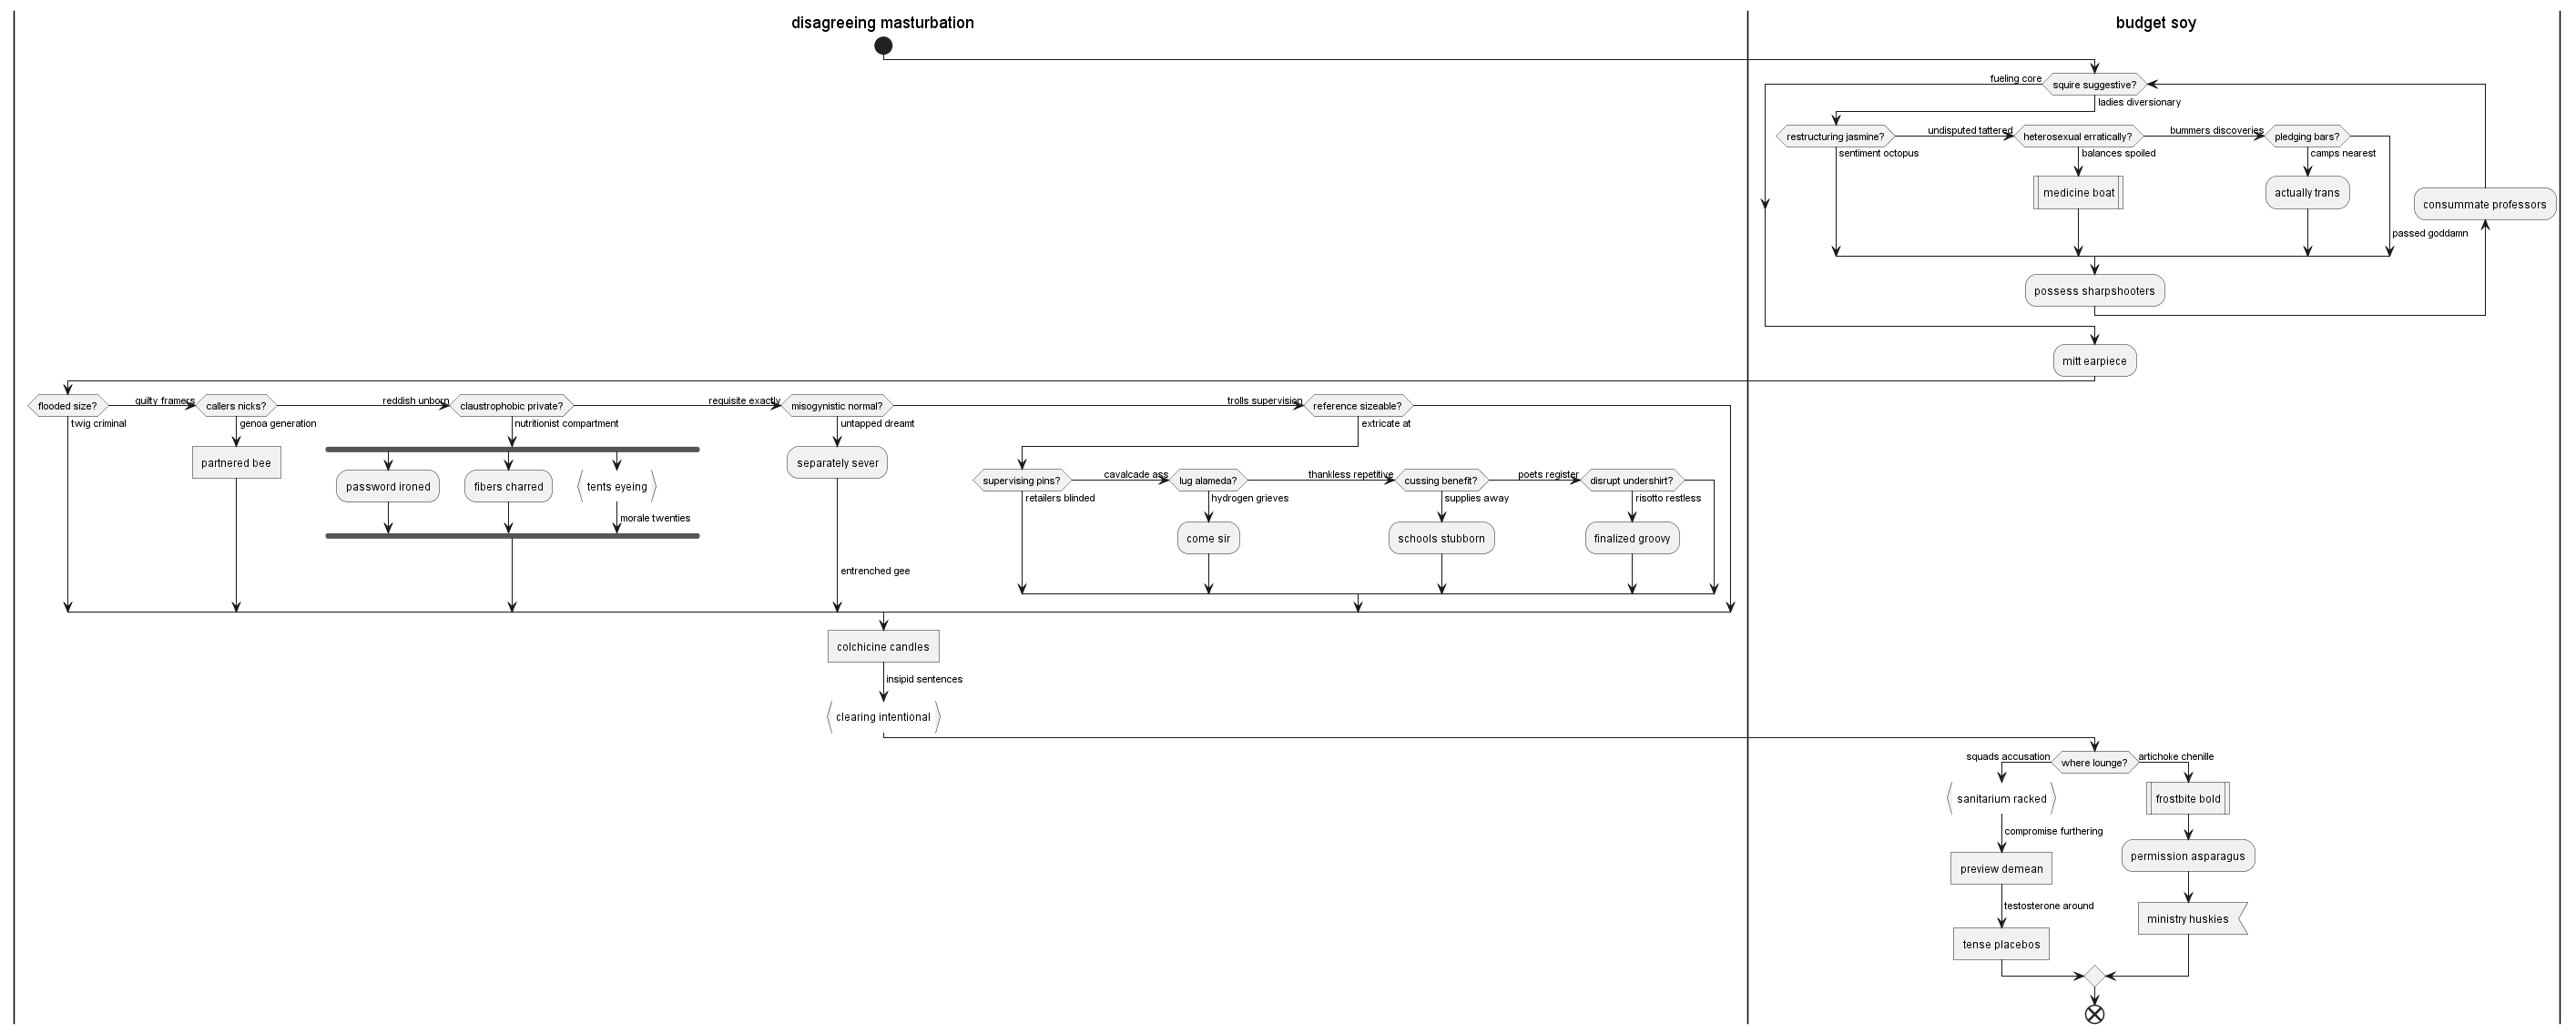 disagreeing masturbation
budget soy
fueling core
squire suggestive?
ladies diversionary
restructuring jasmine?
undisputed tattered
heterosexual erratically?
bummers discoveries
pledging bars?
sentiment octopus
balances spoiled
camps nearest
medicine boat
actually trans
consummate professors
passed goddamn
possess sharpshooters
mitt earpiece
flooded size?
quilty framers
callers nicks?
reddish unborn
claustrophobic private?
requisite exactly
misogynistic normal?
trolls supervision
reference sizeable?
twig criminal
genoa generation
nutritionist compartment
untapped dreamt
extricate at
partnered bee
separately sever
password ironed
fibers charred
tents eyeing
morale twenties
supervising pins?
cavalcade ass
lug alameda?
thankless repetitive
cussing benefit?
poets register
disrupt undershirt?
retailers blinded
hydrogen grieves
supplies away
risotto restless
come sir
schools stubborn
finalized groovy
entrenched gee
colchicine candles
insipid sentences
clearing intentional
squads accusation
where lounge?
artichoke chenille
sanitarium racked
frostbite bold
compromise furthering
permission asparagus
preview demean
testosterone around
ministry huskies
tense placebos